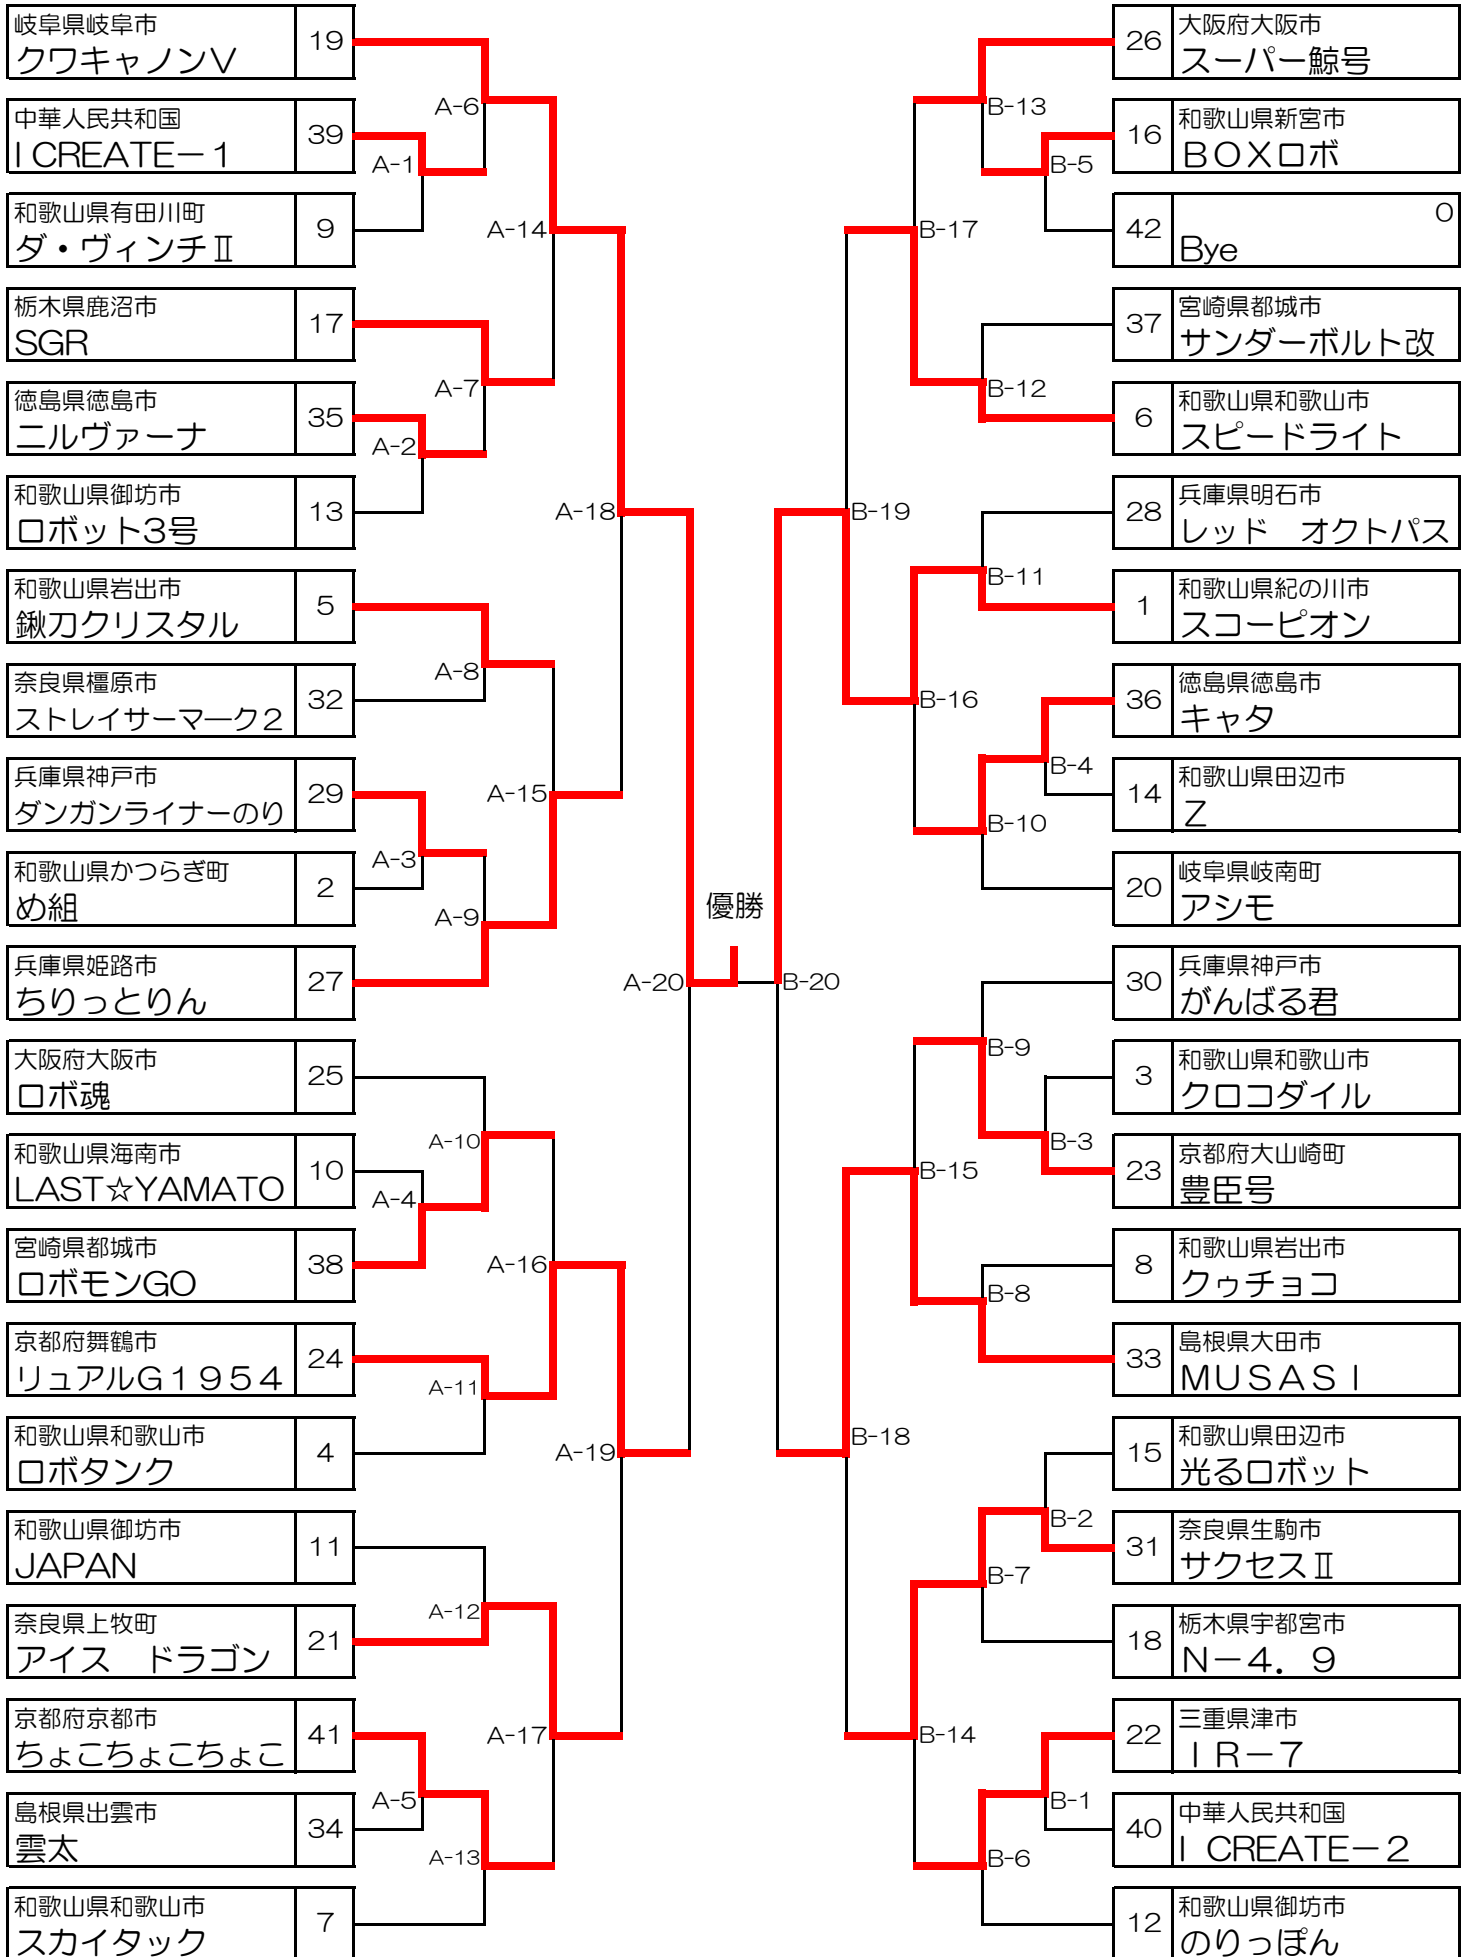 岐阜県岐阜市
クワキャノンV
19
中華人民共和国
I CREATE－1
39
和歌山県有田川町
ダ・ヴィンチⅡ
9
栃木県鹿沼市
SGR
17
徳島県徳島市
ニルヴァーナ
35
和歌山県御坊市
ロボット3号
13
和歌山県岩出市
鍬刀クリスタル
5
奈良県橿原市
ストレイサーマーク2
32
兵庫県神戸市
ダンガンライナーのり
29
和歌山県かつらぎ町
め組
2
兵庫県姫路市
ちりっとりん
27
大阪府大阪市
ロボ魂
25
和歌山県海南市
LAST☆YAMATO
10
宮崎県都城市
ロボモンGO
38
京都府舞鶴市
リュアルG１９５４
24
和歌山県和歌山市
ロボタンク
4
和歌山県御坊市
JAPAN
11
奈良県上牧町
アイス　ドラゴン
21
京都府京都市
ちょこちょこちょこ
41
島根県出雲市
雲太
34
和歌山県和歌山市
スカイタック
7
A-6
A-1
A-14
A-7
A-2
A-18
A-8
A-15
A-3
A-9
A-20
A-10
A-4
A-16
A-11
A-19
A-12
A-17
A-5
A-13
優勝
B-13
B-5
B-17
B-12
B-19
B-11
B-16
B-4
B-10
B-20
B-9
B-3
B-15
B-8
B-18
B-2
B-7
B-14
B-1
B-6
26
大阪府大阪市
スーパー鯨号
16
和歌山県新宮市
ＢＯＸロボ
42
0
Bye
37
宮崎県都城市
サンダーボルト改
6
和歌山県和歌山市
スピードライト
28
兵庫県明石市
レッド　オクトパス
1
和歌山県紀の川市
スコーピオン
36
徳島県徳島市
キャタ
14
和歌山県田辺市
Z
20
岐阜県岐南町
アシモ
30
兵庫県神戸市
がんばる君
3
和歌山県和歌山市
クロコダイル
23
京都府大山崎町
豊臣号
8
和歌山県岩出市
クゥチョコ
33
島根県大田市
ＭＵＳＡＳＩ
15
和歌山県田辺市
光るロボット
31
奈良県生駒市
サクセスⅡ
18
栃木県宇都宮市
Ｎ－４．９
22
三重県津市
ＩＲ－７
40
中華人民共和国
I CREATE－2
12
和歌山県御坊市
のりっぽん